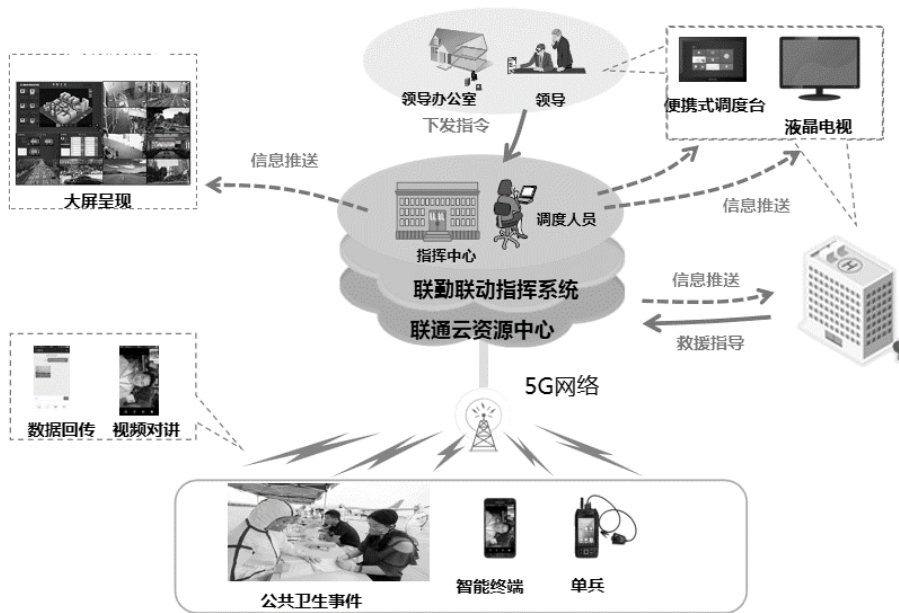 领导办公室
领导
下发指令
便携式调度台
液晶电视
信息推送
大屏呈现
指挥中心
调度人员
信息推送
联勤联动指挥系统
信息推送
联通云资源中心
救援指导
5G网络
数据回传
视频对讲
公共卫生事件
智能终端
单兵
H